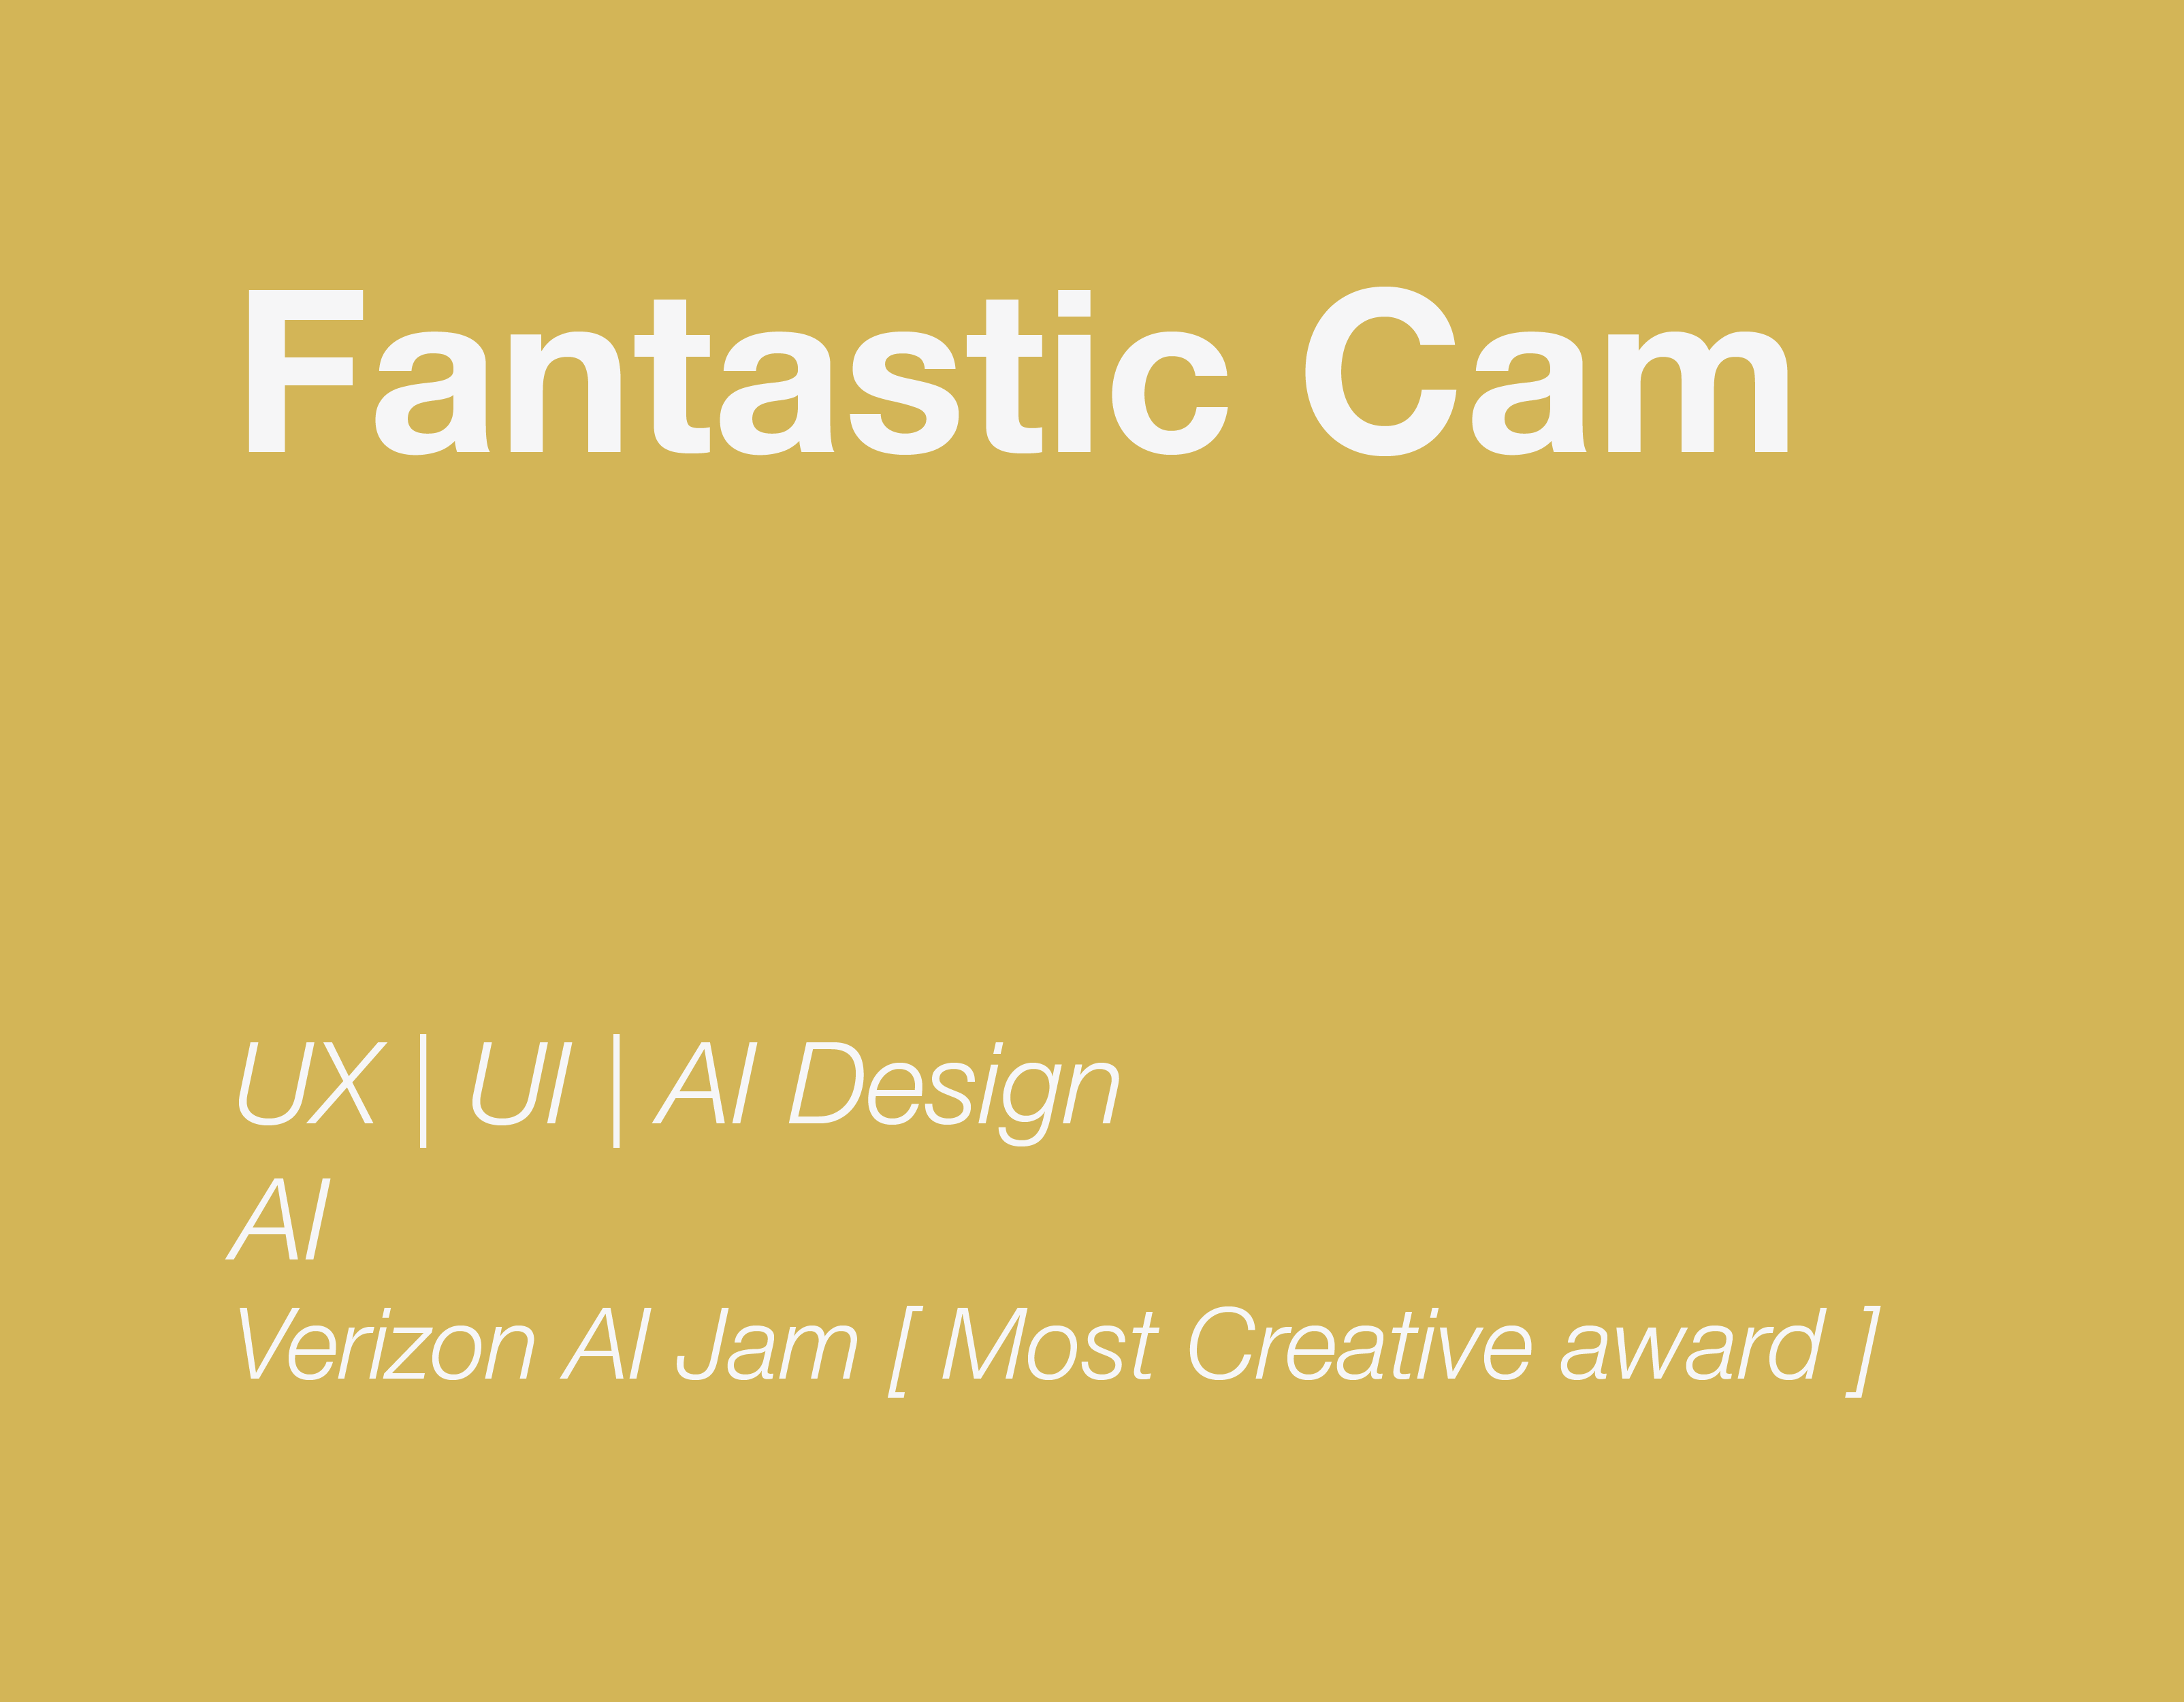 Fantastic Cam
UX | UI | AI Design
AI
Verizon AI Jam [ Most Creative award ]